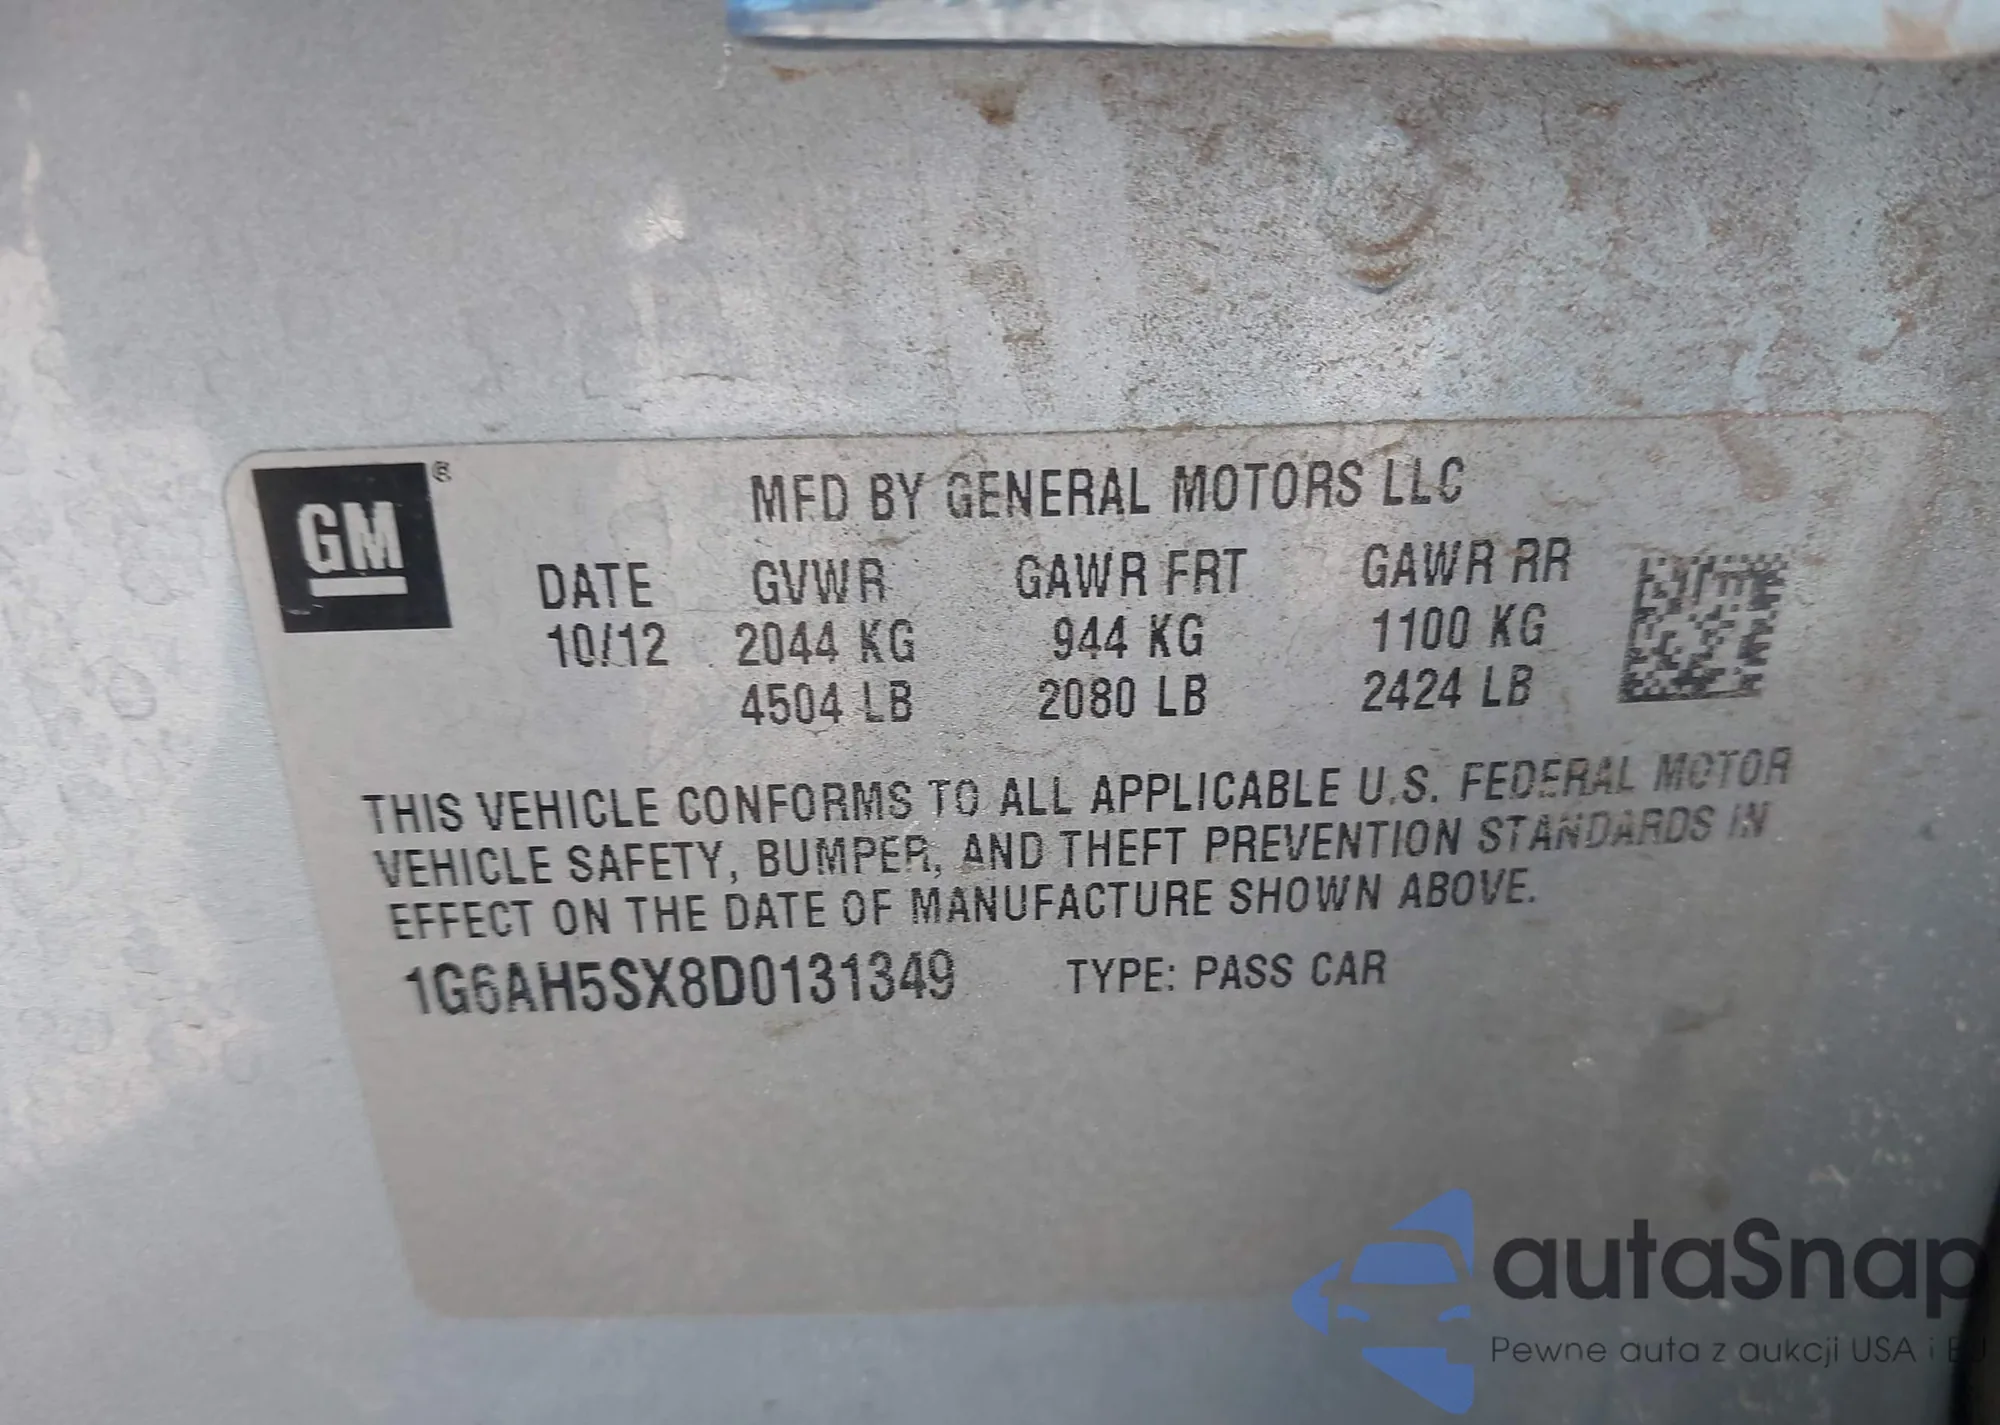 GM®
MFD BY GENERAL MOTORS LLC
DATE GVWR GAWR FRT GAWR RR
10/12 2044 KG 944 KG 1100 KG
4504 LB 2080 LB 2424 LB
THIS VEHICLE CONFORMS TO ALL APPLICABLE U.S. FEDERAL MOTOR
VEHICLE SAFETY, BUMPER, AND THEFT PREVENTION STANDARDS IN
EFFECT ON THE DATE OF MANUFACTURE SHOWN ABOVE.
1G6AH5SX8D0131349 TYPE: PASS CAR
autaSnap
Pewne auta z aukcji USA i EU